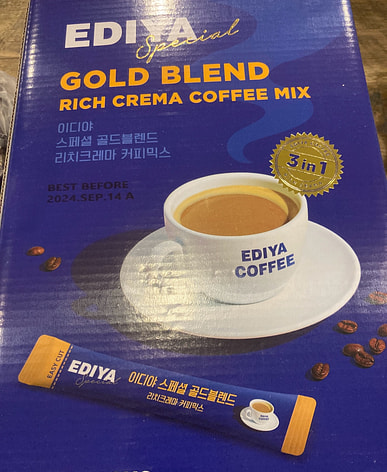 EDIYA
Special
GOLD BLEND
RICH CREMA COFFEE MIX
이디야
스페셜 골드블렌드
리치크레마 커피믹스
3 in 1
BEST BEFORE
2024.SEP.14 A
EDIYA
COFFEE
EASY CUT
EDIYA
Special
이디야 스페셜 골드블렌드
리치크레마 커피믹스